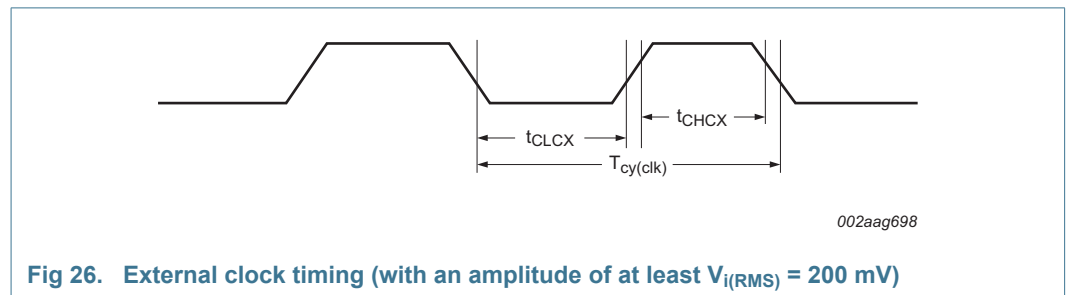 tCHCX
tCLCX
Tcy(clk)
002aag698
Fig 26. External clock timing (with an amplitude of at least Vi(RMS) = 200 mV)